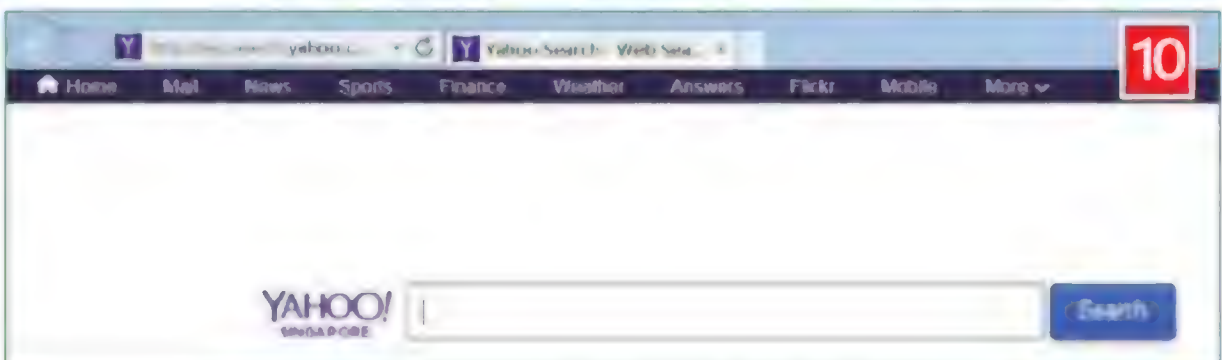 Y yahoo Y Yahoo Search - Web Sea...
10
Home Mail News Sports Finance Weather Answers Flickr Mobile More
YAHOO!
SINGAPORE
Search